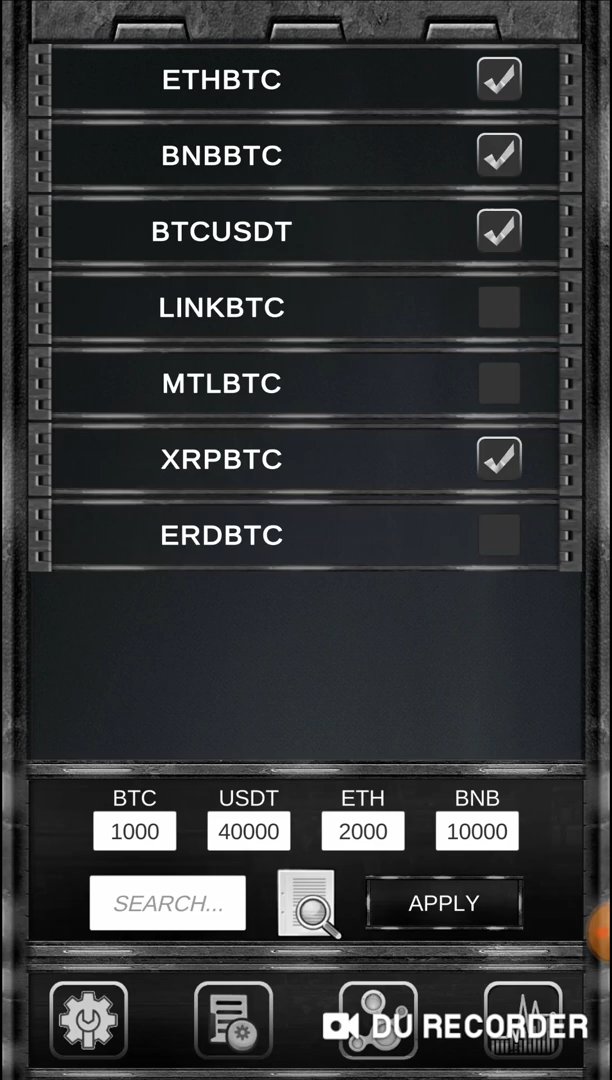 ETHBTC
BNBBTC
BTCUSDT
LINKBTC
MTLBTC
XRPBTC
ERDBTC
BTC USDT ETH BNB
1000 40000 2000 10000
SEARCH... APPLY
DU RECORDER